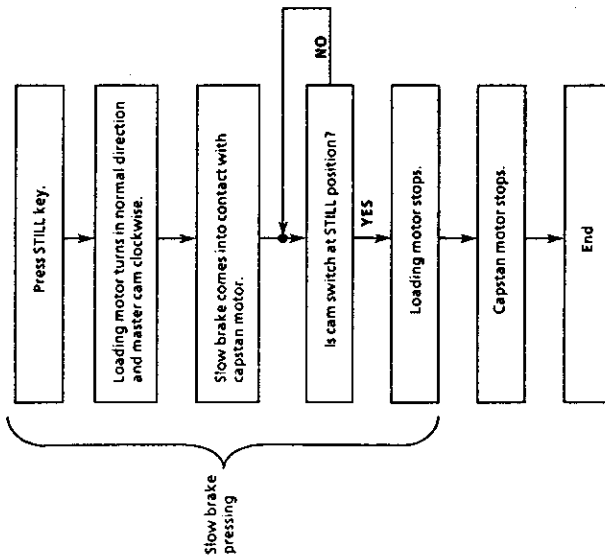 Press STILL key.
Loading motor turns in normal direction
and master cam clockwise.
Slow brake comes into contact with
capstan motor.
Is cam switch at STILL position?
NO
YES
Loading motor stops.
Capstan motor stops.
End
Slow brake
pressing